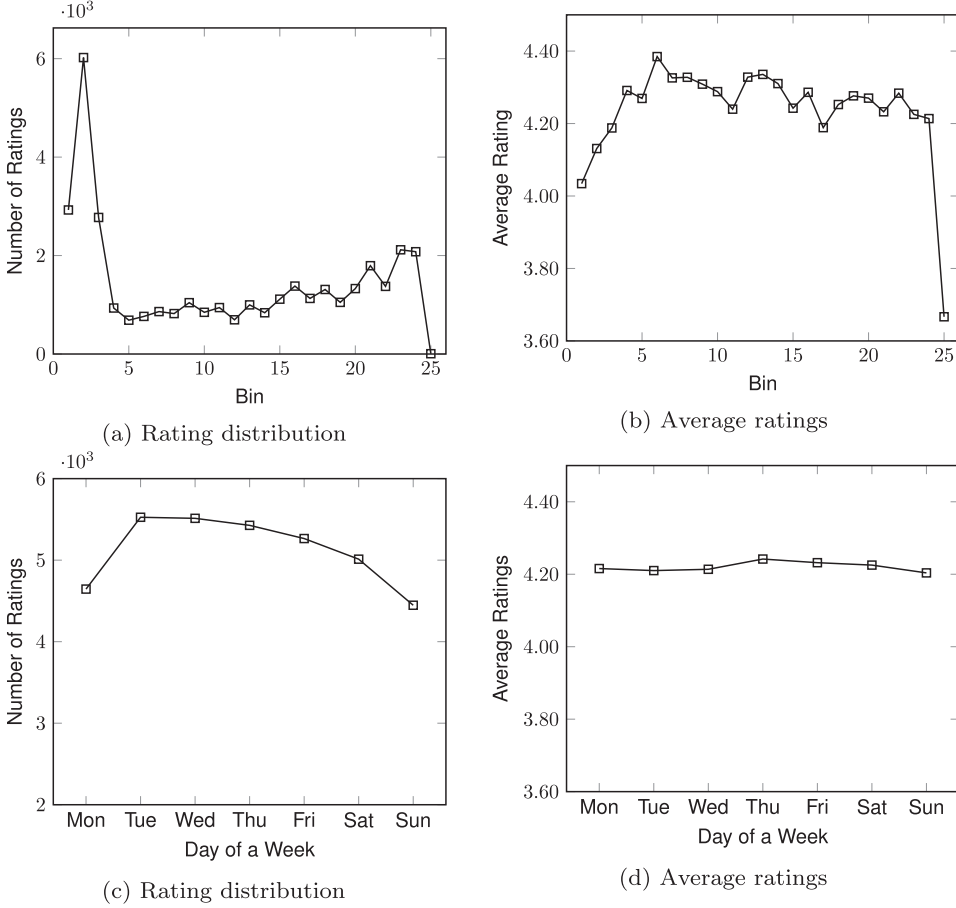 ·10³
6
4
2
0
0 5 10 15 20 25
Number of Ratings
Bin
(a) Rating distribution
4.40
4.20
4.00
3.80
3.60
0 5 10 15 20 25
Average Rating
Bin
(b) Average ratings
·10³
6
5
4
3
2
Mon Tue Wed Thu Fri Sat Sun
Number of Ratings
Day of a Week
(c) Rating distribution
4.40
4.20
4.00
3.80
3.60
Mon Tue Wed Thu Fri Sat Sun
Average Ratings
Day of a Week
(d) Average ratings